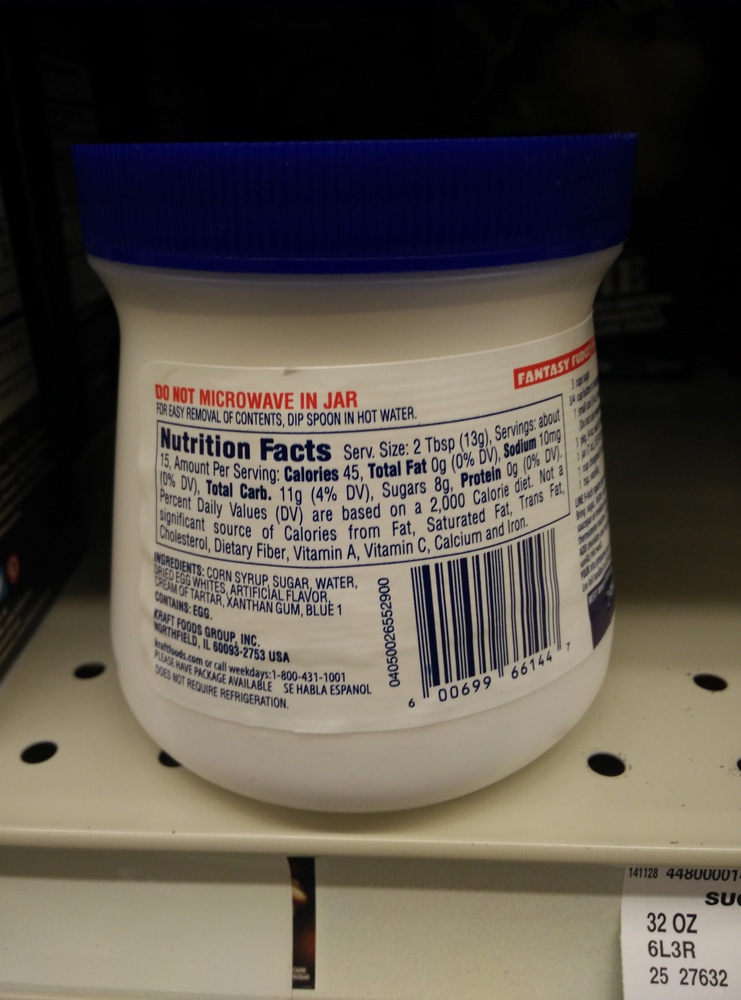 DO NOT MICROWAVE IN JAR
FOR EASY REMOVAL OF CONTENTS, DIP SPOON IN HOT WATER.
Nutrition Facts Serv. Size: 2 Tbsp (13g), Servings: about
15, Amount Per Serving: Calories 45, Total Fat 0g (0% DV), Sodium 10mg
(0% DV), Total Carb. 11g (4% DV), Sugars 8g, Protein 0g (0% DV).
Percent Daily Values (DV) are based on a 2,000 Calorie diet. Not a
significant source of Calories from Fat, Saturated Fat, Trans Fat,
Cholesterol, Dietary Fiber, Vitamin A, Vitamin C, Calcium and Iron.
INGREDIENTS: CORN SYRUP, SUGAR, WATER,
DRIED EGG WHITES, ARTIFICIAL FLAVOR,
CREAM OF TARTAR, XANTHAN GUM, BLUE 1
CONTAINS: EGG.
KRAFT FOODS GROUP, INC.
NORTHFIELD, IL 60093-2753 USA
kraftfoods.com or call weekdays:1-800-431-1001
PLEASE HAVE PACKAGE AVAILABLE SE HABLA ESPANOL
DOES NOT REQUIRE REFRIGERATION.
04050026552900
6 00699 66144 7
FANTASY FUDGE
141128 44800001
32 OZ
6L3R
25 27632